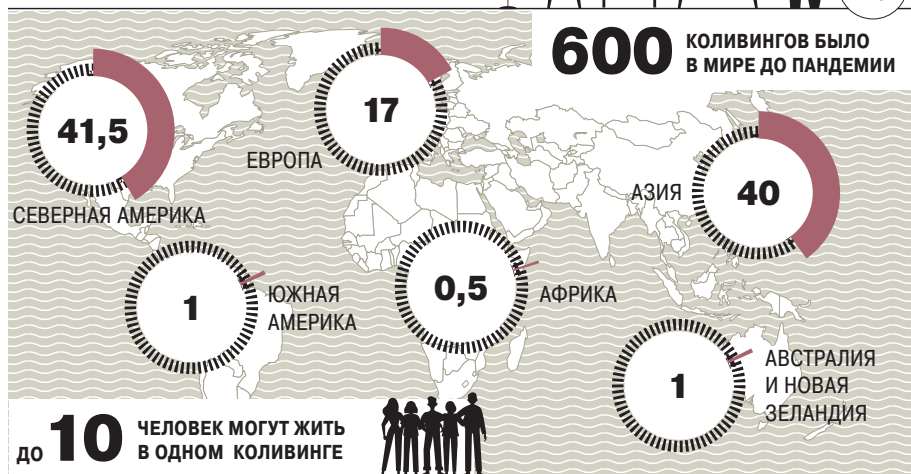 600 КОЛИВИНГОВ БЫЛО
В МИРЕ ДО ПАНДЕМИИ
41,5
СЕВЕРНАЯ АМЕРИКА
17
ЕВРОПА
40
АЗИЯ
1
ЮЖНАЯ
АМЕРИКА
0,5
АФРИКА
1
АВСТРАЛИЯ
И НОВАЯ
ЗЕЛАНДИЯ
ДО 10 ЧЕЛОВЕК МОГУТ ЖИТЬ
В ОДНОМ КОЛИВИНГЕ